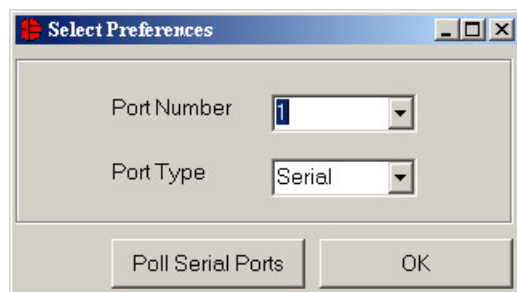 Select Preferences
Port Number 1
Port Type Serial
Poll Serial Ports OK